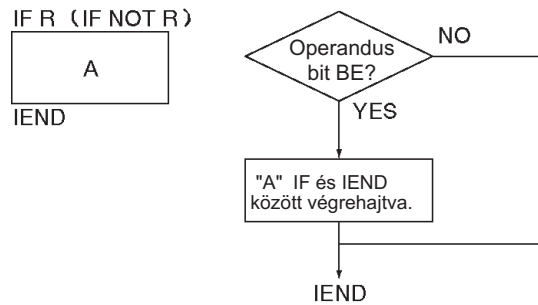 IF R (IF NOT R)
A
IEND
Operandus
bit BE?
NO
YES
"A" IF és IEND
között végrehajtva.
IEND